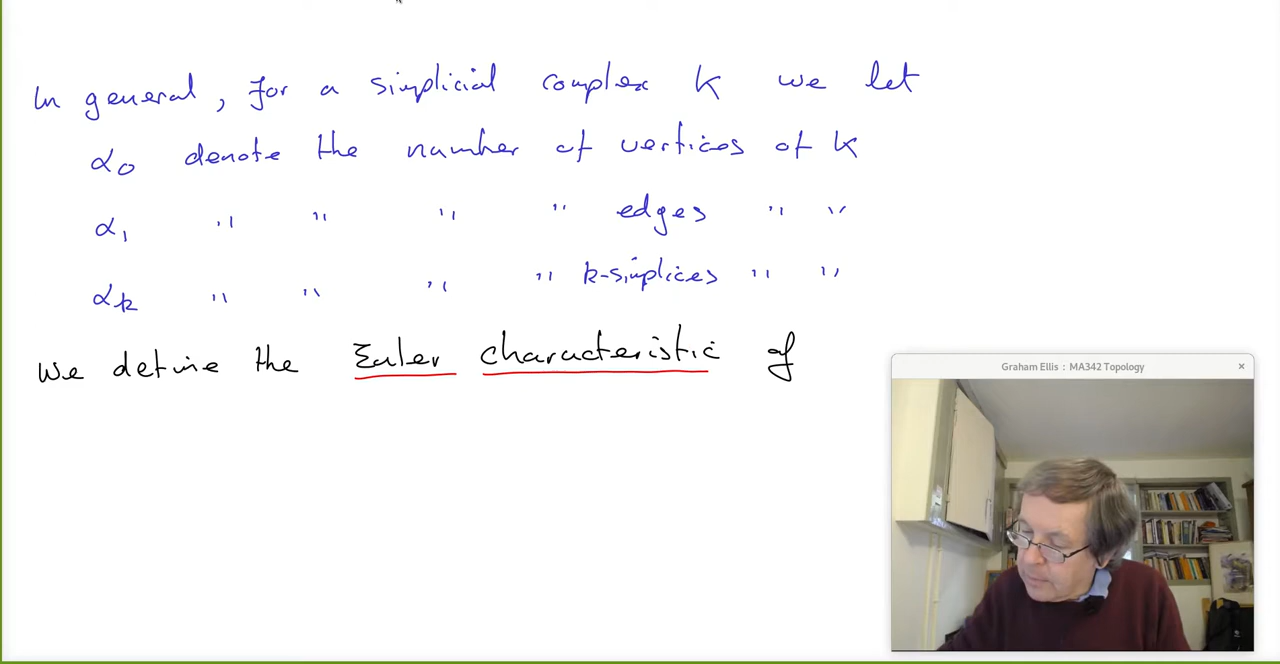 In general, for a simplicial complex K we let
α₀ denote the number of vertices of K
α₁ " " " " edges " "
αₖ " " " " k-simplices " "
We define the Euler characteristic of
Graham Ellis : MA342 Topology